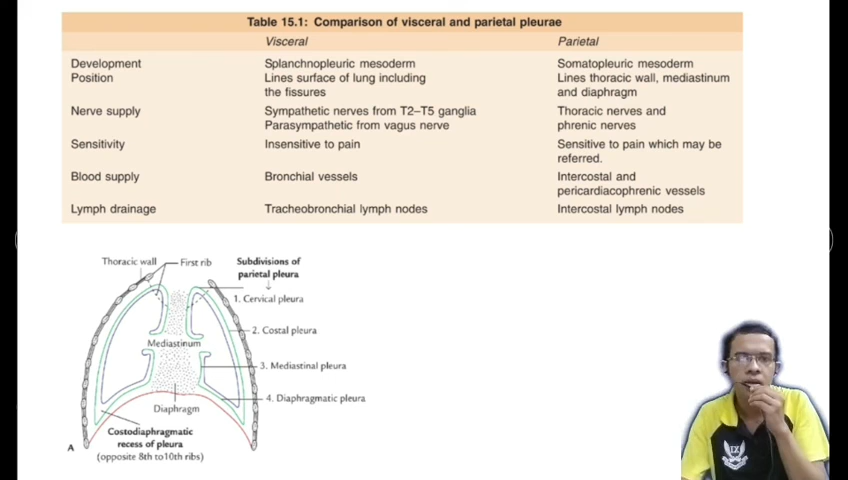 Table 15.1: Comparison of visceral and parietal pleurae
Visceral Parietal
Development Splanchnopleuric mesoderm Somatopleuric mesoderm
Position Lines surface of lung including Lines thoracic wall, mediastinum
the fissures and diaphragm
Nerve supply Sympathetic nerves from T2–T5 ganglia Thoracic nerves and
Parasympathetic from vagus nerve phrenic nerves
Sensitivity Insensitive to pain Sensitive to pain which may be
referred.
Blood supply Bronchial vessels Intercostal and
pericardiacophrenic vessels
Lymph drainage Tracheobronchial lymph nodes Intercostal lymph nodes
Thoracic wall First rib Subdivisions of
parietal pleura
1. Cervical pleura
2. Costal pleura
Mediastinum
3. Mediastinal pleura
4. Diaphragmatic pleura
Diaphragm
Costodiaphragmatic
recess of pleura
A (opposite 8th to10th ribs)